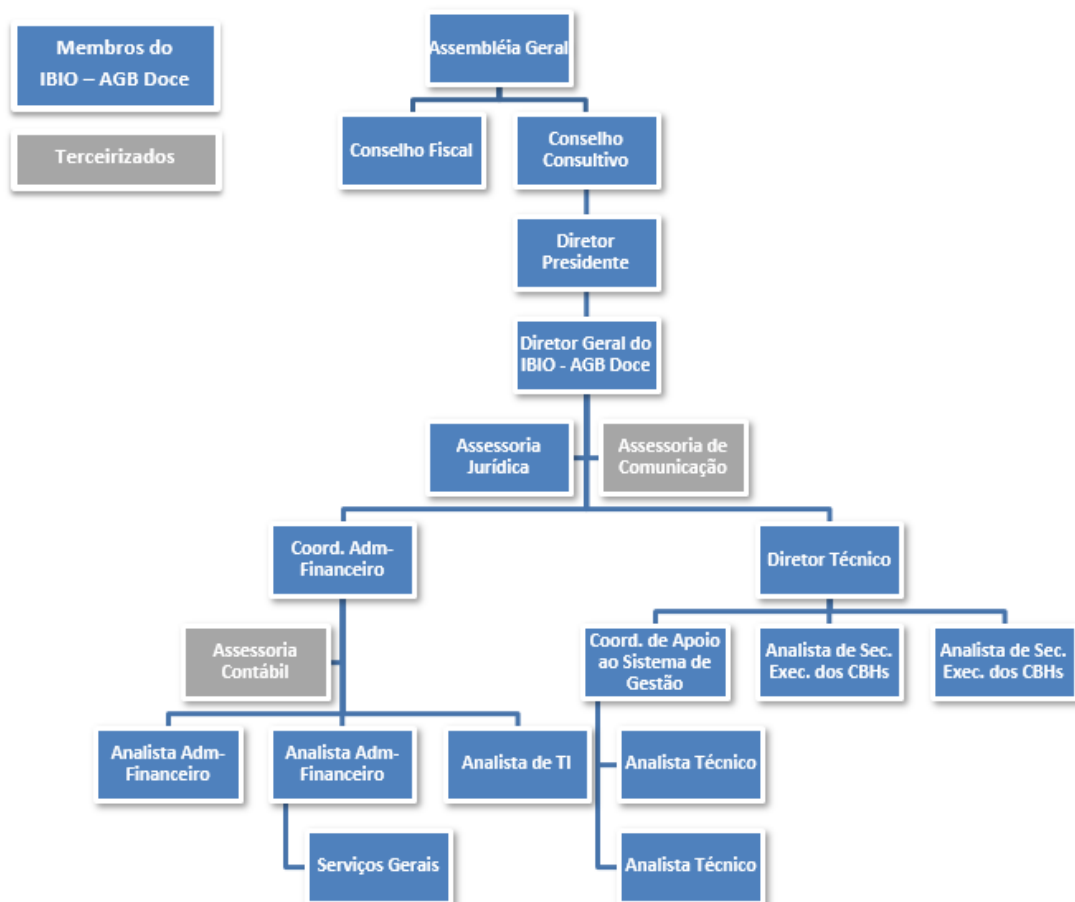 Membros do
IBIO – AGB Doce
Terceirizados
Assembléia Geral
Conselho Fiscal
Conselho
Consultivo
Diretor
Presidente
Diretor Geral do
IBIO - AGB Doce
Assessoria
Jurídica
Assessoria de
Comunicação
Coord. Adm-
Financeiro
Diretor Técnico
Assessoria
Contábil
Coord. de Apoio
ao Sistema de
Gestão
Analista de Sec.
Exec. dos CBHs
Analista de Sec.
Exec. dos CBHs
Analista Adm-
Financeiro
Analista Adm-
Financeiro
Analista de TI
Analista Técnico
Serviços Gerais
Analista Técnico